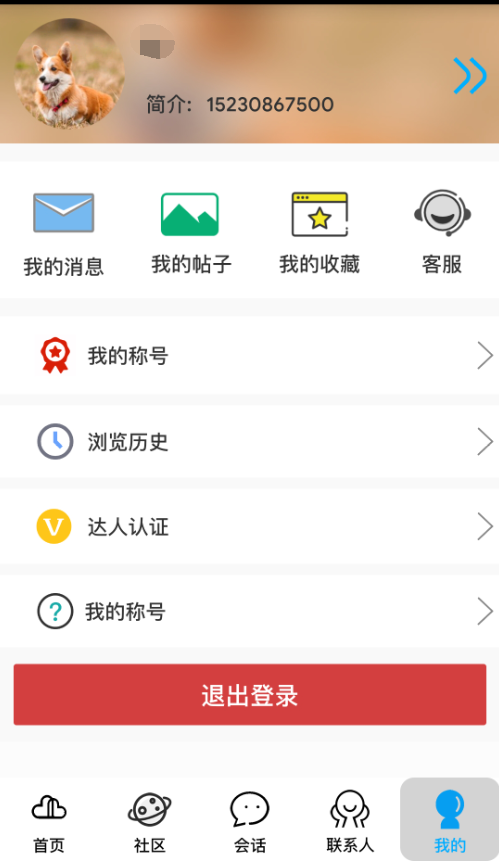 简介：15230867500
我的消息 我的帖子 我的收藏 客服
我的称号
浏览历史
V 达人认证
? 我的称号
退出登录
首页 社区 会话 联系人 我的